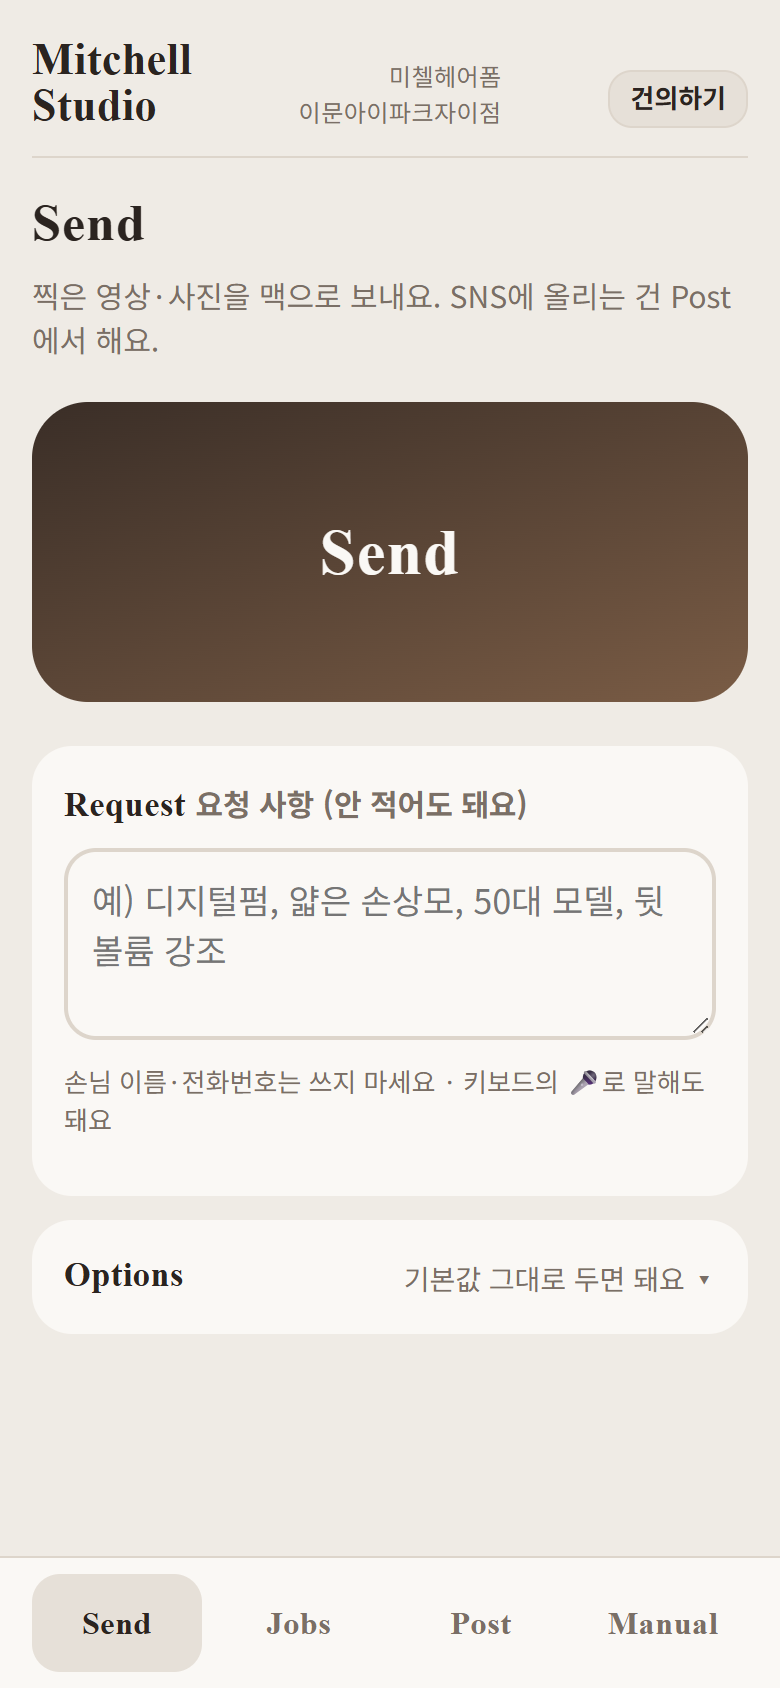 Mitchell
Studio
미첼헤어폼
이문아이파크자이점
건의하기
Send
찍은 영상·사진을 맥으로 보내요. SNS에 올리는 건 Post
에서 해요.
Send
Request 요청 사항 (안 적어도 돼요)
예) 디지털펌, 얇은 손상모, 50대 모델, 뒷
볼륨 강조
손님 이름·전화번호는 쓰지 마세요 · 키보드의 🎤로 말해도
돼요
Options 기본값 그대로 두면 돼요 ▾
Send Jobs Post Manual